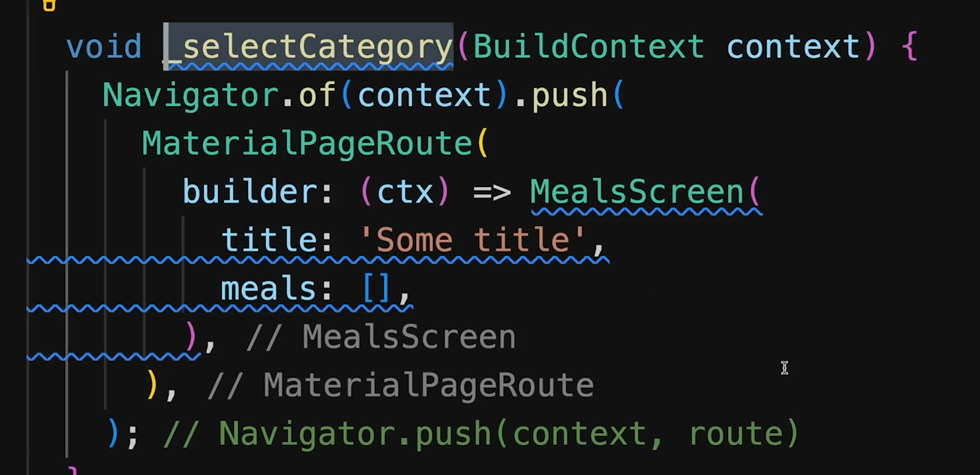 void _selectCategory(BuildContext context) {
Navigator.of(context).push(
MaterialPageRoute(
builder: (ctx) => MealsScreen(
title: 'Some title',
meals: [],
), // MealsScreen
), // MaterialPageRoute
); // Navigator.push(context, route)
}